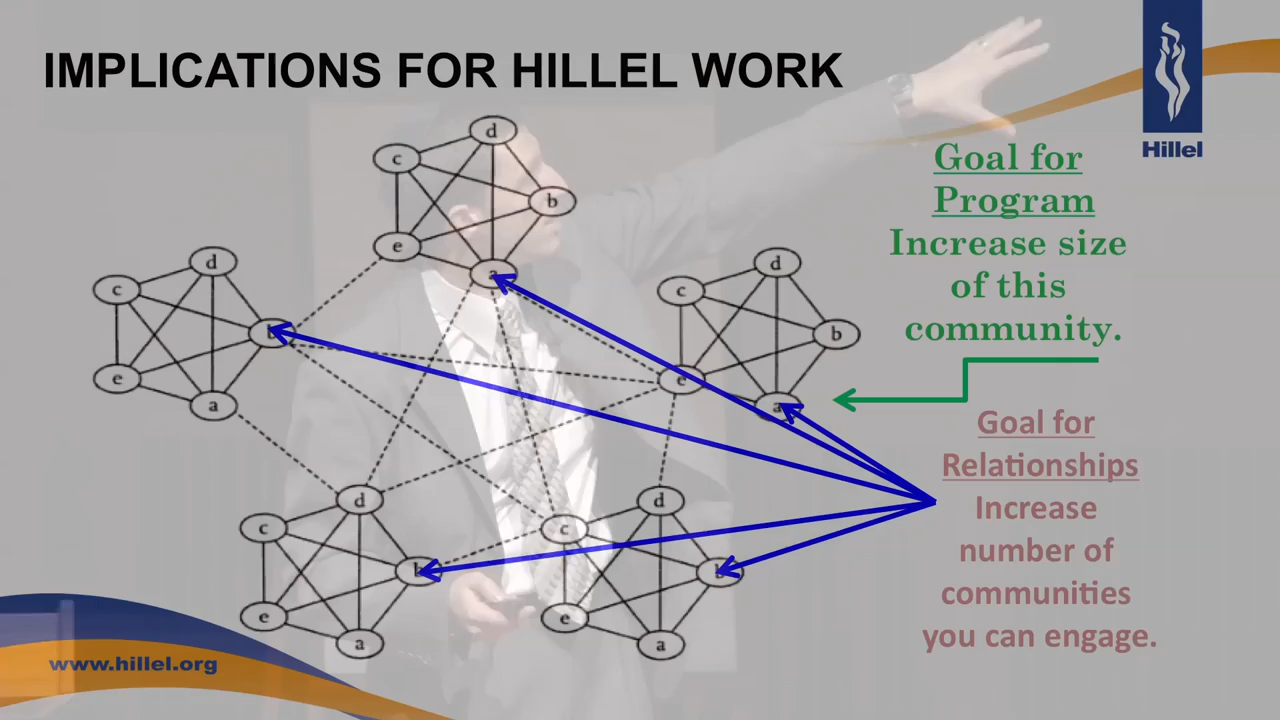 IMPLICATIONS FOR HILLEL WORK
Hillel
Goal for
Program
Increase size
of this
community.
d
c
b
e
a
d
c
b
e
a
d
c
b
e
a
Goal for
Relationships
Increase
number of
communities
you can engage.
d
c
b
e
a
d
c
b
e
a
www.hillel.org